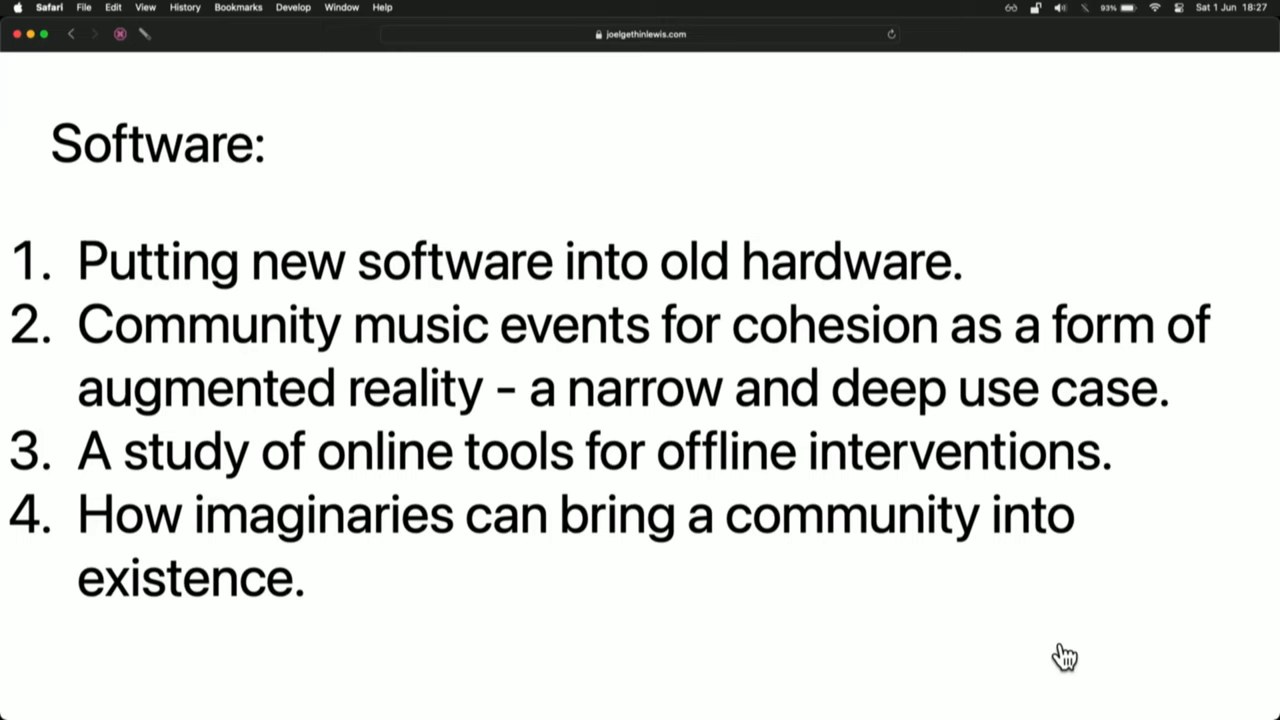 Safari File Edit View History Bookmarks Develop Window Help 93% Sat 1 Jun 18:27
joelgethinlewis.com
Software:
1. Putting new software into old hardware.
2. Community music events for cohesion as a form of
augmented reality - a narrow and deep use case.
3. A study of online tools for offline interventions.
4. How imaginaries can bring a community into
existence.